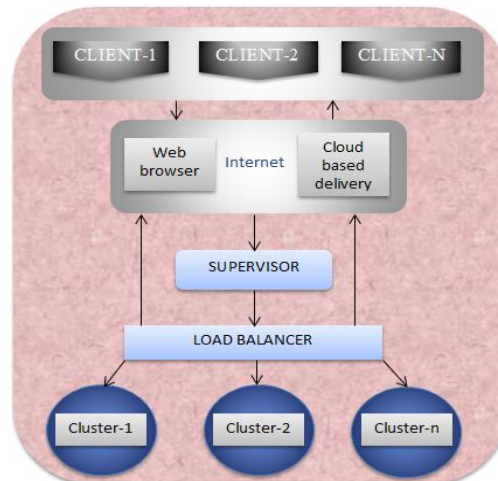 CLIENT-1 CLIENT-2 CLIENT-N
Web
browser
Internet
Cloud
based
delivery
SUPERVISOR
LOAD BALANCER
Cluster-1 Cluster-2 Cluster-n